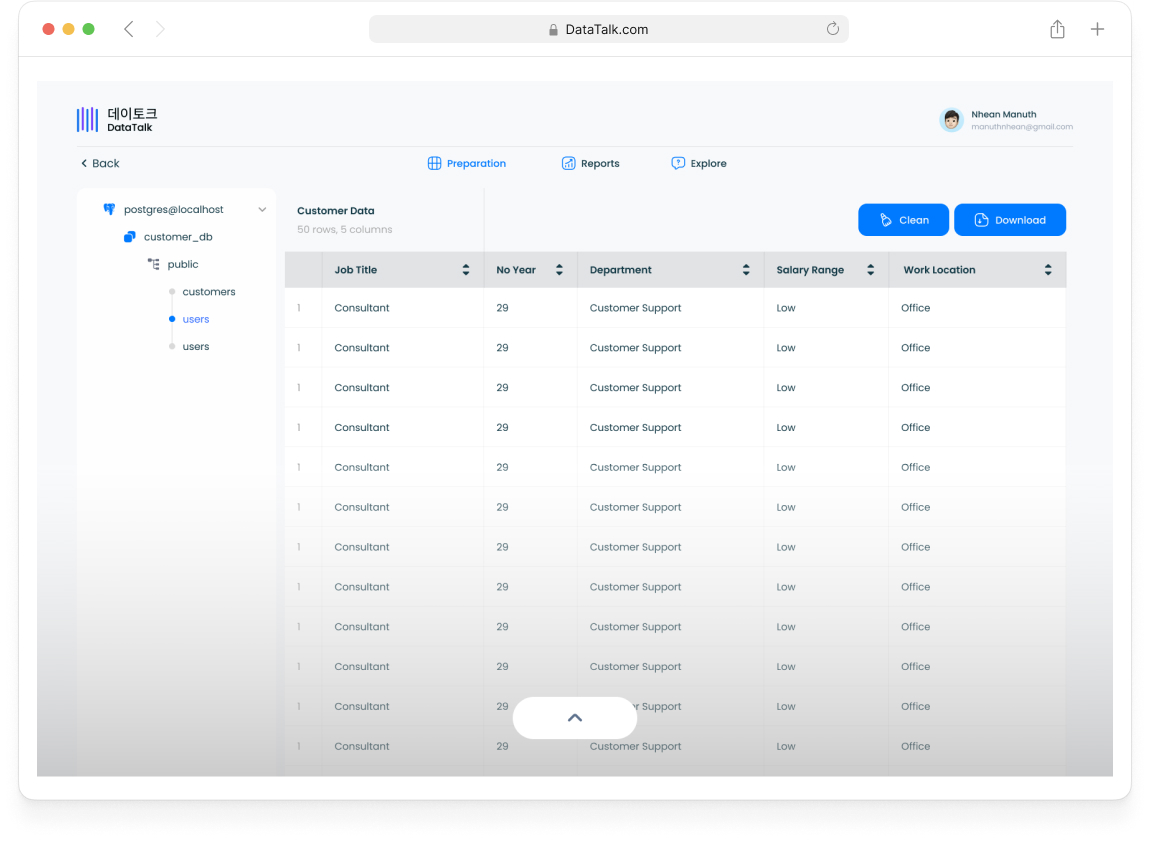 DataTalk.com
데이토크
DataTalk
Nhean Manuth
manuthnhean@gmail.com
Back
Preparation
Reports
Explore
postgres@localhost
customer_db
public
customers
users
users
Customer Data
50 rows, 5 columns
Clean
Download
Job Title No Year Department Salary Range Work Location
1 Consultant 29 Customer Support Low Office
1 Consultant 29 Customer Support Low Office
1 Consultant 29 Customer Support Low Office
1 Consultant 29 Customer Support Low Office
1 Consultant 29 Customer Support Low Office
1 Consultant 29 Customer Support Low Office
1 Consultant 29 Customer Support Low Office
1 Consultant 29 Customer Support Low Office
1 Consultant 29 Customer Support Low Office
1 Consultant 29 Customer Support Low Office
1 Consultant 29 r Support Low Office
1 Consultant 29 Customer Support Low Office